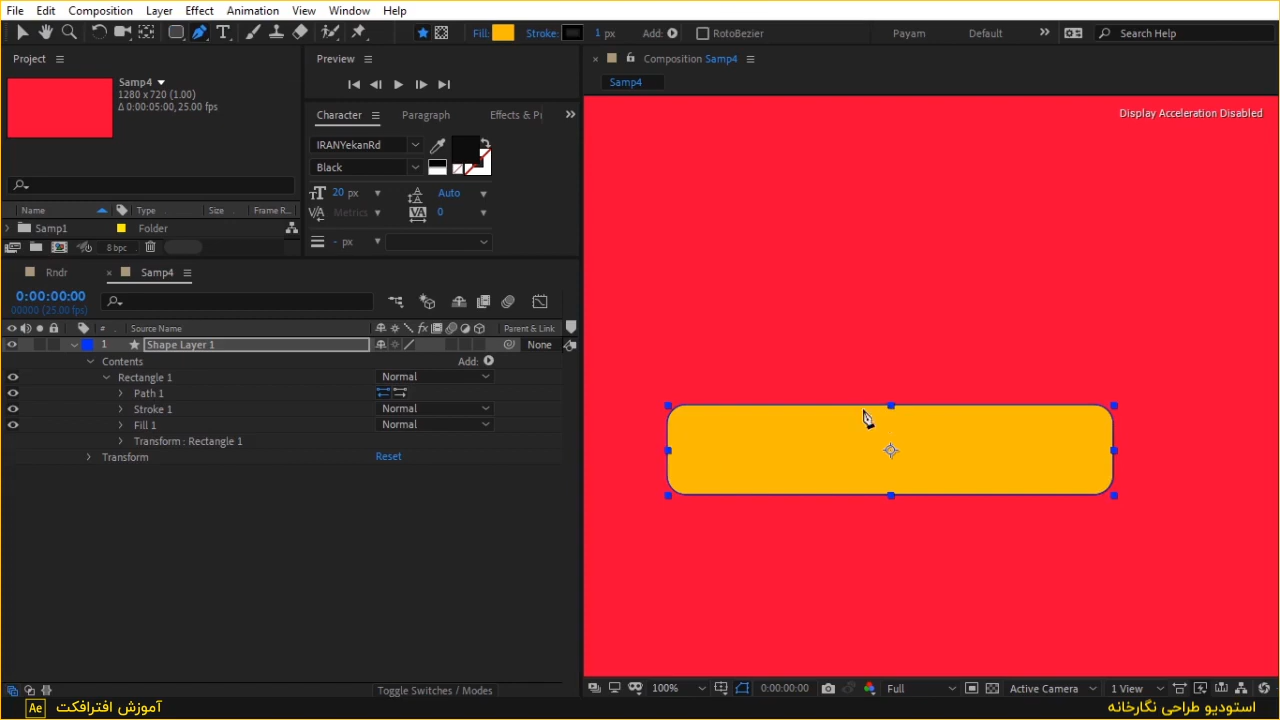 File Edit Composition Layer Effect Animation View Window Help
Fill: Stroke: 1 px Add: RotoBezier Payam Default Search Help
Project
Samp4
1280 x 720 (1.00)
Δ 0:00:05:00, 25.00 fps
Name Type Size Frame R...
Samp1 Folder
8 bpc
Preview
Character Paragraph Effects & Pi
IRANYekanRd
Black
20 px Auto
Metrics 0
- px
Composition Samp4
Samp4
Display Acceleration Disabled
Rndr Samp4
0:00:00:00
00000 (25.00 fps)
# Source Name fx Parent & Link
1 Shape Layer 1 None
Contents Add:
Rectangle 1 Normal
Path 1
Stroke 1 Normal
Fill 1 Normal
Transform : Rectangle 1
Transform Reset
Toggle Switches / Modes
100% 0:00:00:00 Full Active Camera 1 View
Ae آموزش افترافکت
استودیو طراحی نگارخانه